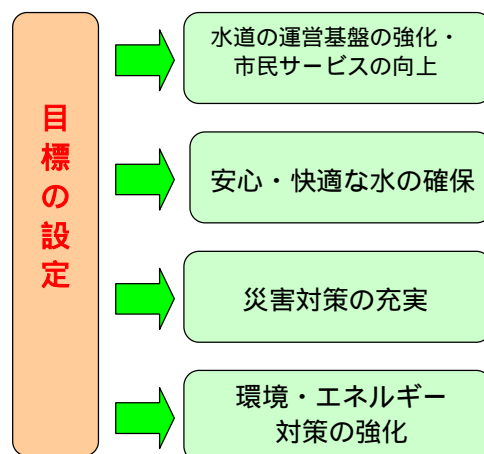 目標の設定
水道の運営基盤の強化・
市民サービスの向上
安心・快適な水の確保
災害対策の充実
環境・エネルギー
対策の強化